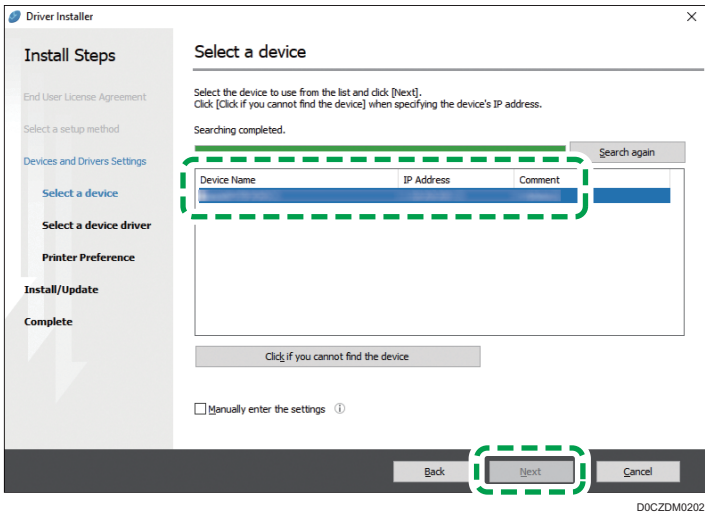 Driver Installer
Install Steps
End User License Agreement
Select a setup method
Devices and Drivers Settings
Select a device
Select a device driver
Printer Preference
Install/Update
Complete
Select a device
Select the device to use from the list and click [Next].
Click [Click if you cannot find the device] when specifying the device's IP address.
Searching completed.
Search again
Device Name IP Address Comment
Click if you cannot find the device
Manually enter the settings
Back Next Cancel
D0CZDM0202